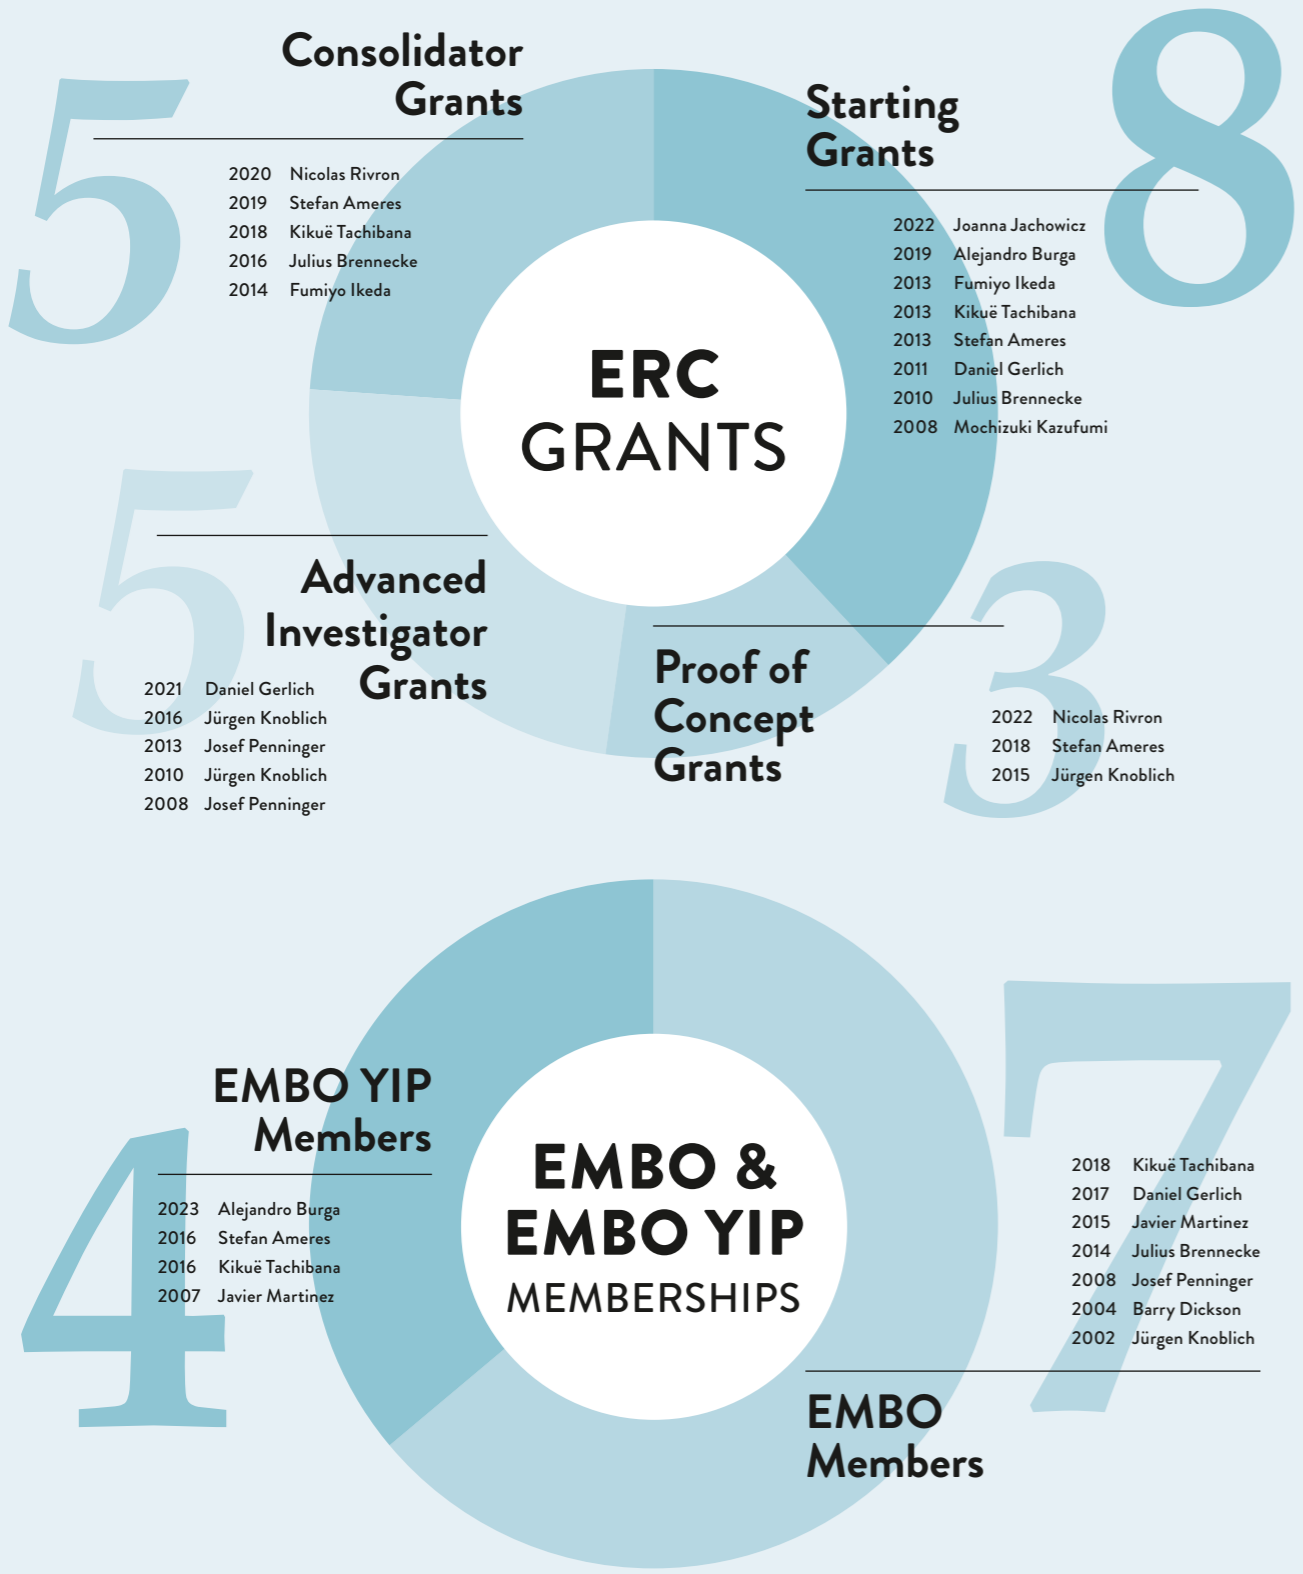 5
Consolidator
Grants
2020 Nicolas Rivron
2019 Stefan Ameres
2018 Kikuë Tachibana
2016 Julius Brennecke
2014 Fumiyo Ikeda
8
Starting
Grants
2022 Joanna Jachowicz
2019 Alejandro Burga
2013 Fumiyo Ikeda
2013 Kikuë Tachibana
2013 Stefan Ameres
2011 Daniel Gerlich
2010 Julius Brennecke
2008 Mochizuki Kazufumi
ERC
GRANTS
5
Advanced
Investigator
Grants
2021 Daniel Gerlich
2016 Jürgen Knoblich
2013 Josef Penninger
2010 Jürgen Knoblich
2008 Josef Penninger
3
Proof of
Concept
Grants
2022 Nicolas Rivron
2018 Stefan Ameres
2015 Jürgen Knoblich
4
EMBO YIP
Members
2023 Alejandro Burga
2016 Stefan Ameres
2016 Kikuë Tachibana
2007 Javier Martinez
EMBO &
EMBO YIP
MEMBERSHIPS
7
2018 Kikuë Tachibana
2017 Daniel Gerlich
2015 Javier Martinez
2014 Julius Brennecke
2008 Josef Penninger
2004 Barry Dickson
2002 Jürgen Knoblich
EMBO
Members